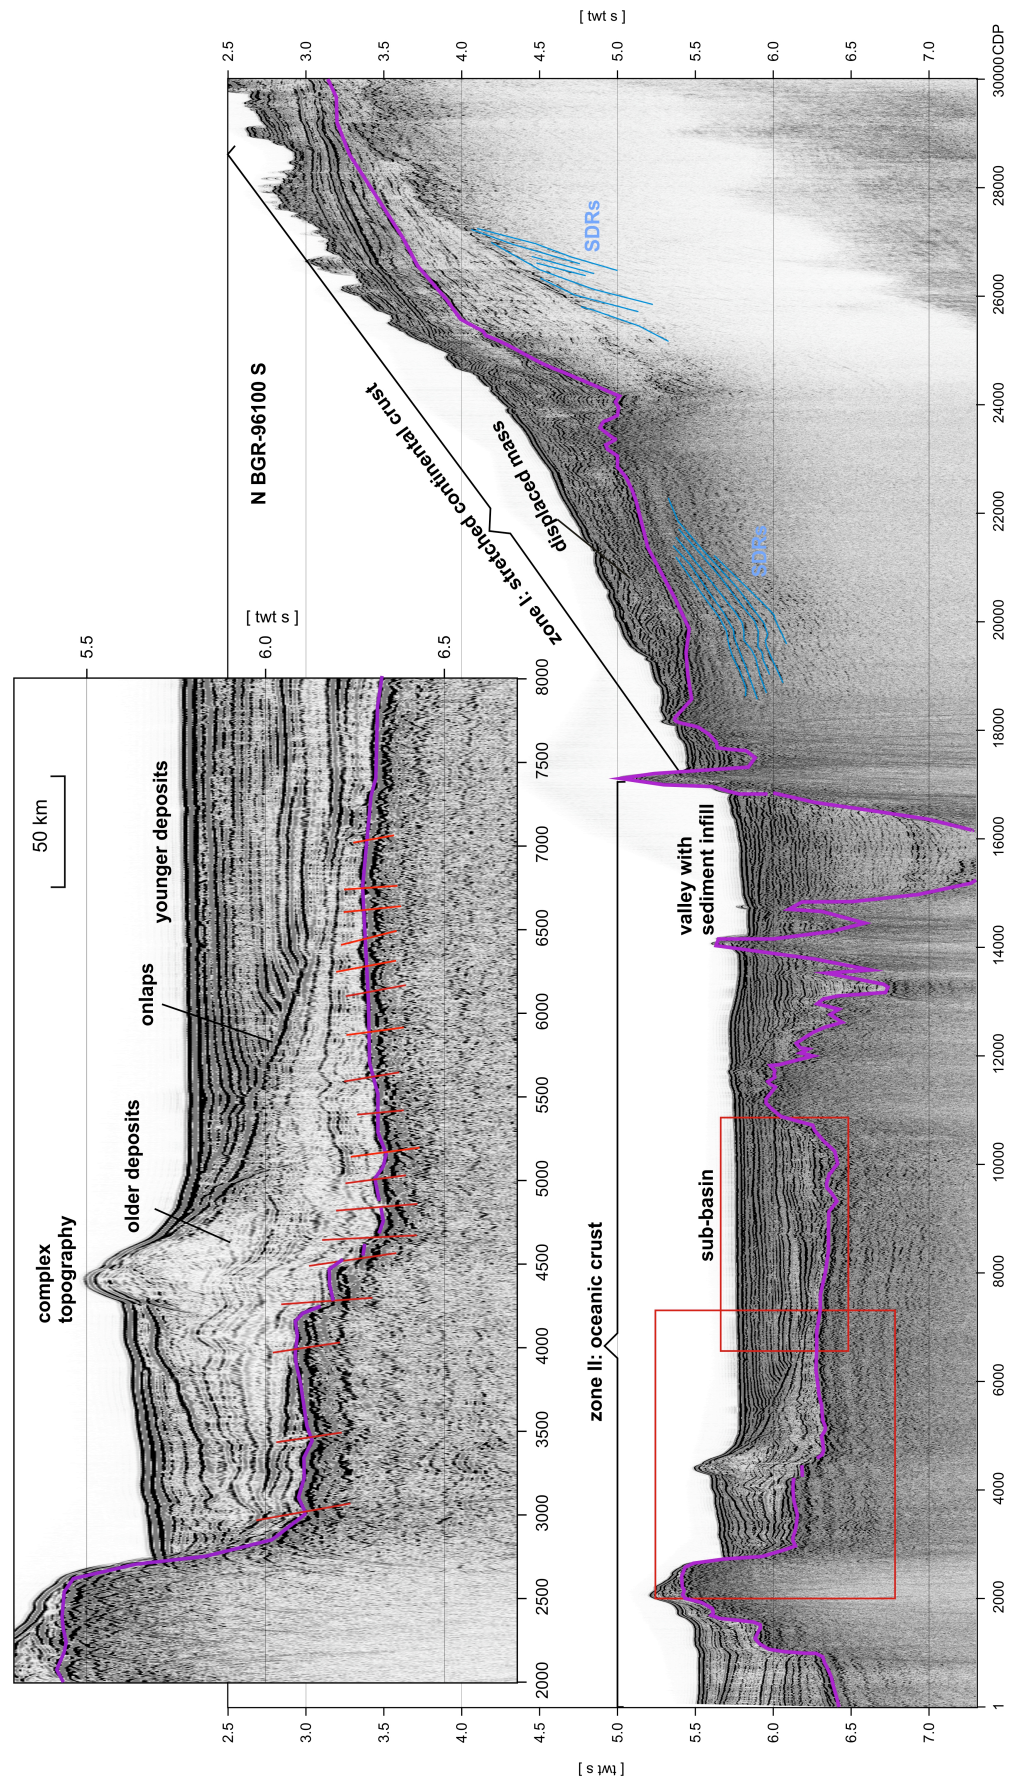 [ twt s ]
2.5
3.0
3.5
4.0
4.5
5.0
5.5
6.0
6.5
7.0
N BGR-96100 S
zone I: stretched continental crust
displaced mass
SDRs
SDRs
zone II: oceanic crust
valley with
sediment infill
sub-basin
1
2000
4000
6000
8000
10000
12000
14000
16000
18000
20000
22000
24000
26000
28000
30000 CDP
2.5
3.0
3.5
4.0
4.5
5.0
5.5
6.0
6.5
7.0
[ twt s ]
50 km
complex
topography
older deposits
onlaps
younger deposits
5.5
6.0
6.5
[ twt s ]
2000
2500
3000
3500
4000
4500
5000
5500
6000
6500
7000
7500
8000